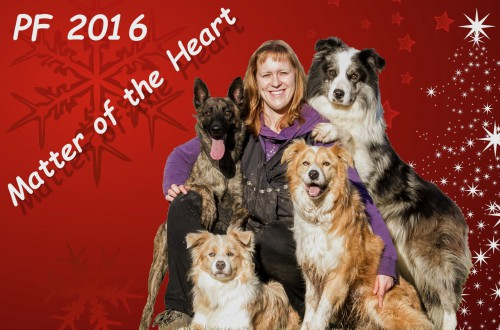 PF 2016
Matter of the Heart